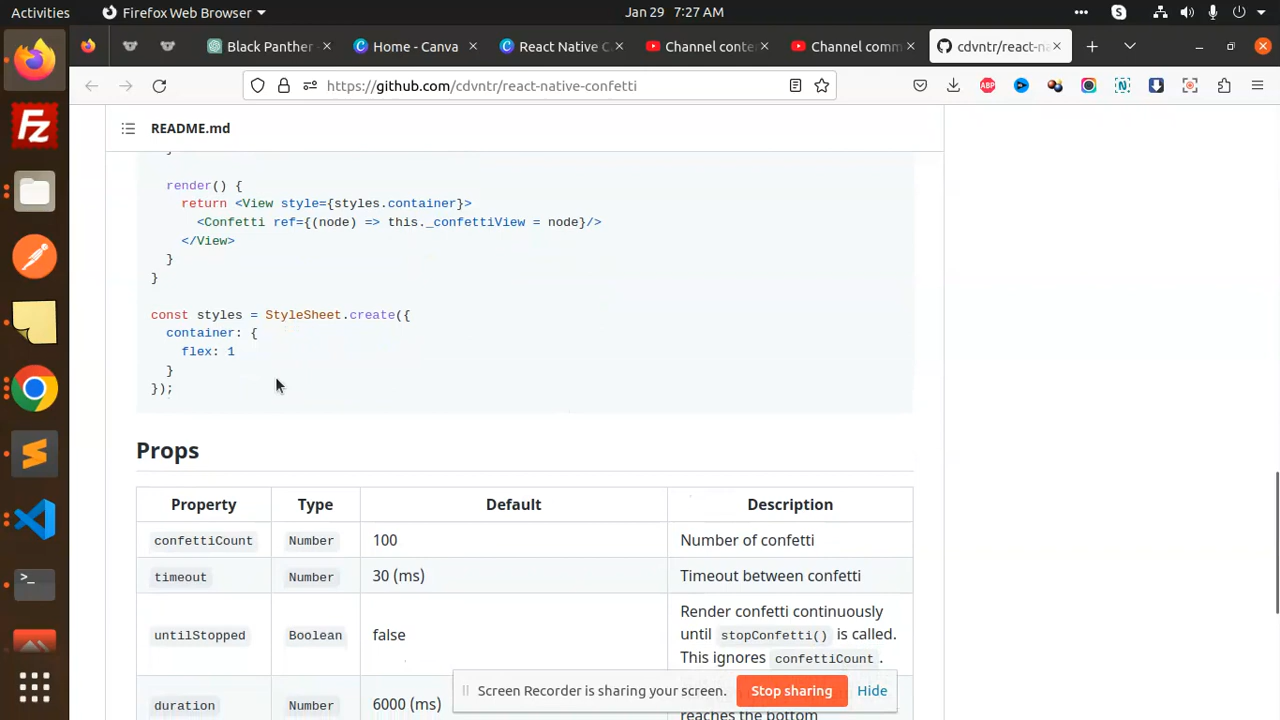 Activities
Firefox Web Browser
Jan 29 7:27 AM
Black Panther -
Home - Canva
React Native C
Channel conte
Channel comm
cdvntr/react-na
https://github.com/cdvntr/react-native-confetti
README.md
}
render() {
return <View style={styles.container}>
<Confetti ref={(node) => this._confettiView = node}/>
</View>
}
}
const styles = StyleSheet.create({
container: {
flex: 1
}
});
Props
Property Type Default Description
confettiCount Number 100 Number of confetti
timeout Number 30 (ms) Timeout between confetti
untilStopped Boolean false Render confetti continuously
until stopConfetti() is called.
This ignores confettiCount.
duration Number 6000 (ms)
reaches the bottom
Screen Recorder is sharing your screen.
Stop sharing
Hide